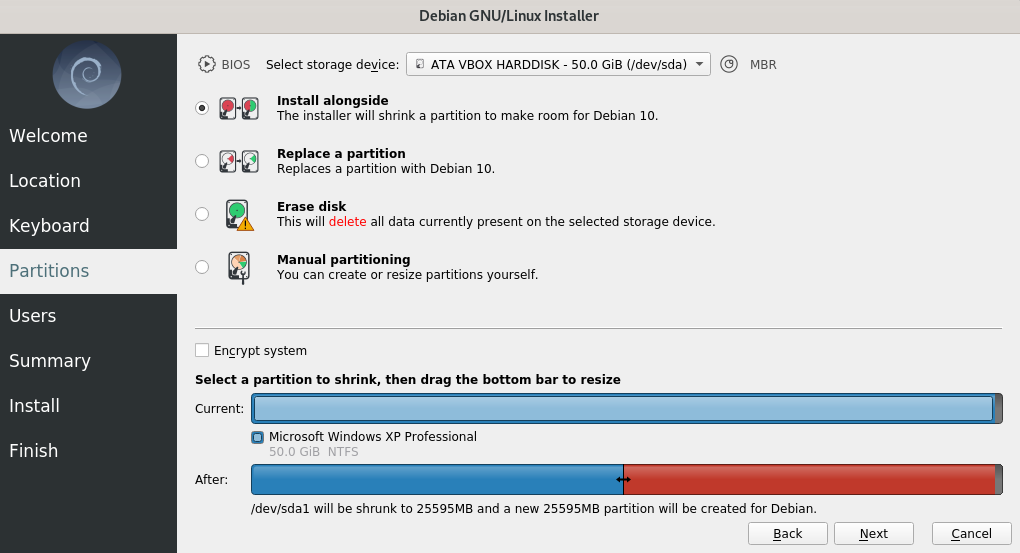 Debian GNU/Linux Installer
BIOS Select storage device: ATA VBOX HARDDISK - 50.0 GiB (/dev/sda) MBR
Welcome
Location
Keyboard
Partitions
Users
Summary
Install
Finish
Install alongside
The installer will shrink a partition to make room for Debian 10.
Replace a partition
Replaces a partition with Debian 10.
Erase disk
This will delete all data currently present on the selected storage device.
Manual partitioning
You can create or resize partitions yourself.
Encrypt system
Select a partition to shrink, then drag the bottom bar to resize
Current:
Microsoft Windows XP Professional
50.0 GiB NTFS
After:
/dev/sda1 will be shrunk to 25595MB and a new 25595MB partition will be created for Debian.
Back Next Cancel